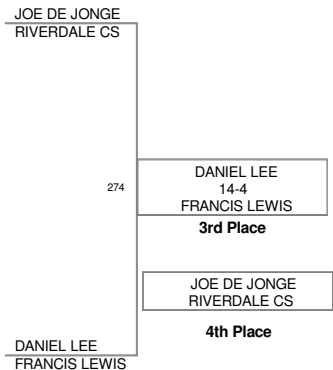 JOE DE JONGE
RIVERDALE CS
274
DANIEL LEE
14-4
FRANCIS LEWIS
3rd Place
JOE DE JONGE
RIVERDALE CS
4th Place
DANIEL LEE
FRANCIS LEWIS